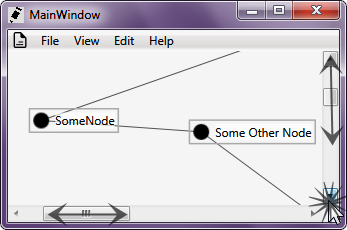 MainWindow
File View Edit Help
SomeNode
Some Other Node